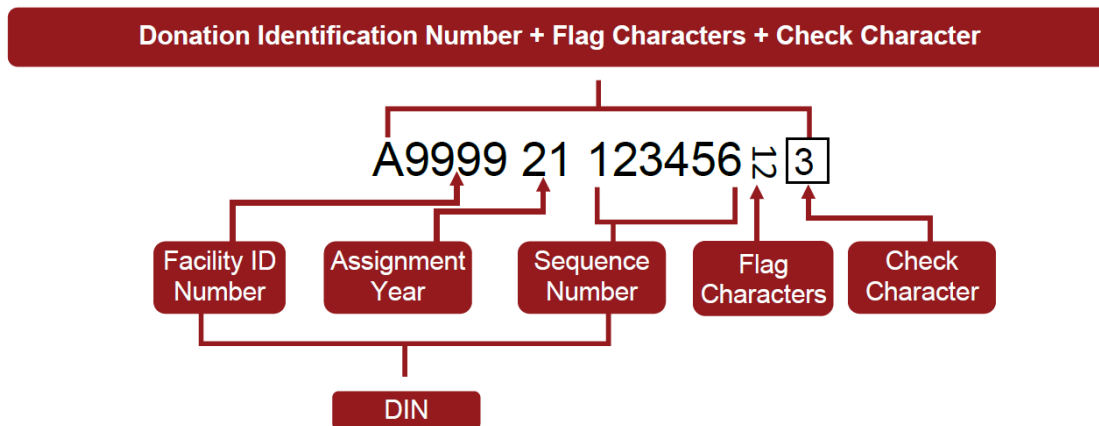 Donation Identification Number + Flag Characters + Check Character
A9999 21 123456 12 3
Facility ID
Number
Assignment
Year
Sequence
Number
Flag
Characters
Check
Character
DIN